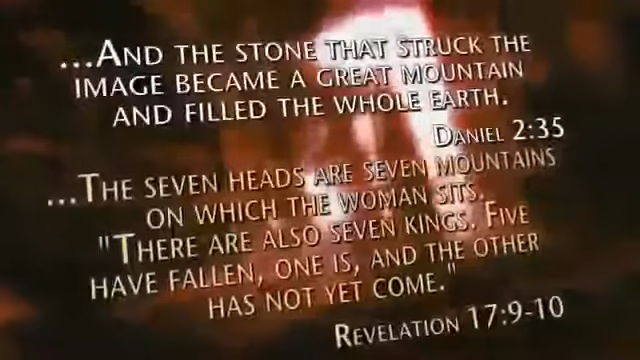 ...AND THE STONE THAT STRUCK THE
IMAGE BECAME A GREAT MOUNTAIN
AND FILLED THE WHOLE EARTH.
DANIEL 2:35
...THE SEVEN HEADS ARE SEVEN MOUNTAINS
ON WHICH THE WOMAN SITS.
"THERE ARE ALSO SEVEN KINGS. FIVE
HAVE FALLEN, ONE IS, AND THE OTHER
HAS NOT YET COME."
REVELATION 17:9-10